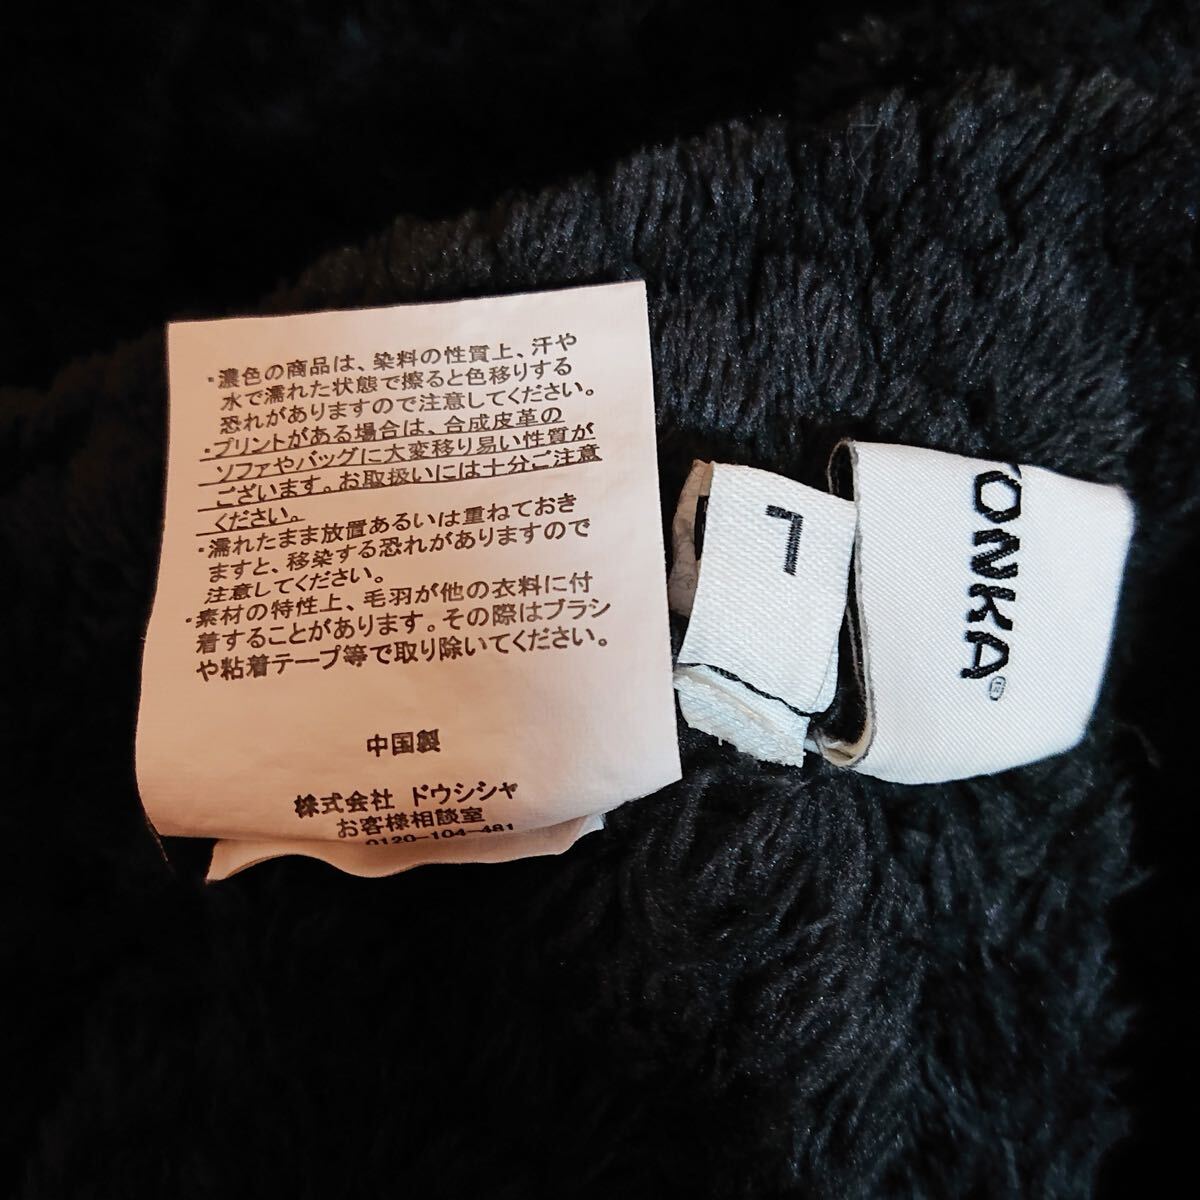 ・濃色の商品は、染料の性質上、汗や
水で濡れた状態で擦ると色移りする
恐れがありますので注意してください。
・プリントがある場合は、合成皮革の
ソファやバッグに大変移り易い性質が
ございます。お取扱いには十分ご注意
ください。
・濡れたまま放置あるいは重ねておき
ますと、移染する恐れがありますので
注意してください。
・素材の特性上、毛羽が他の衣料に付
着することがあります。その際はブラシ
や粘着テープ等で取り除いてください。
中国製
株式会社 ドウシシャ
お客様相談室
0120-104-481
L
TONKA®